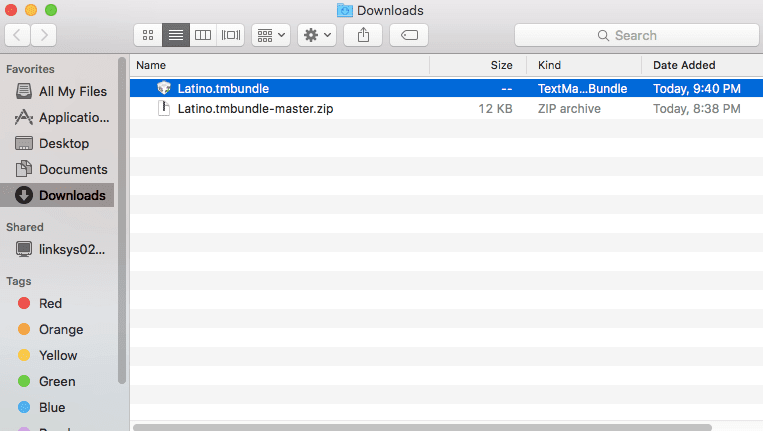 Downloads
Search
Favorites
All My Files
Applicatio...
Desktop
Documents
Downloads
Shared
linksys02...
Tags
Red
Orange
Yellow
Green
Blue
Name Size Kind Date Added
Latino.tmbundle -- TextMa...Bundle Today, 9:40 PM
Latino.tmbundle-master.zip 12 KB ZIP archive Today, 8:38 PM